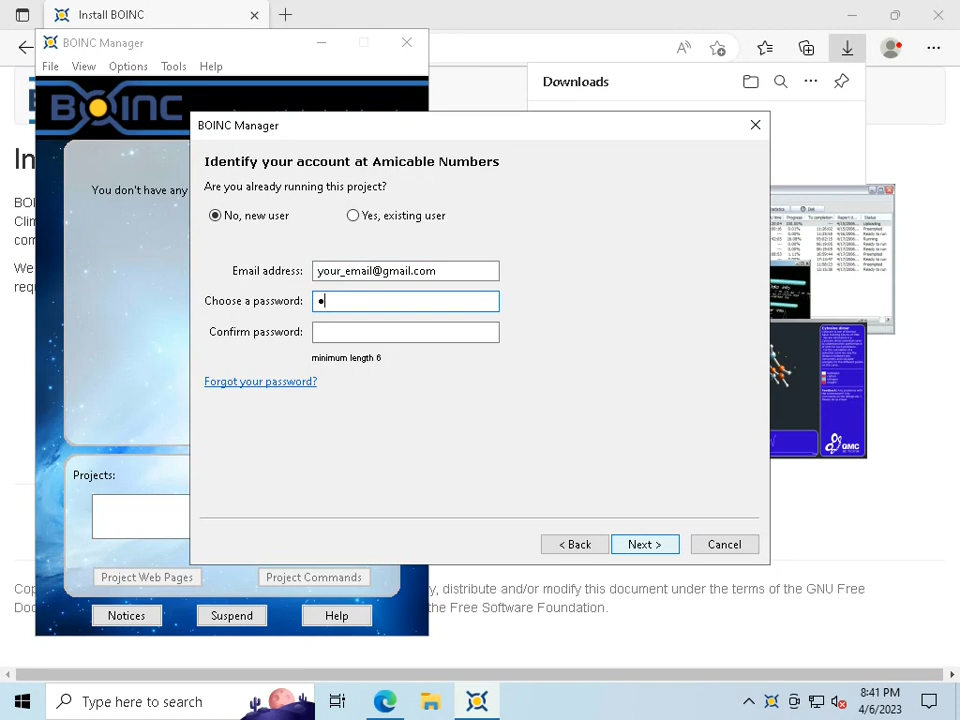 Install BOINC
BOINC Manager
File View Options Tools Help
BOINC
Downloads
In
You don't have any
BOI
Clim
com
We
requ
BOINC Manager
Identify your account at Amicable Numbers
Are you already running this project?
No, new user
Yes, existing user
Email address: your_email@gmail.com
Choose a password: •
Confirm password:
minimum length 6
Forgot your password?
< Back
Next >
Cancel
Projects:
Project Web Pages
Project Commands
Notices
Suspend
Help
Cop
, distribute and/or modify this document under the terms of the GNU Free
Doc
the Free Software Foundation.
Type here to search
8:41 PM
4/6/2023